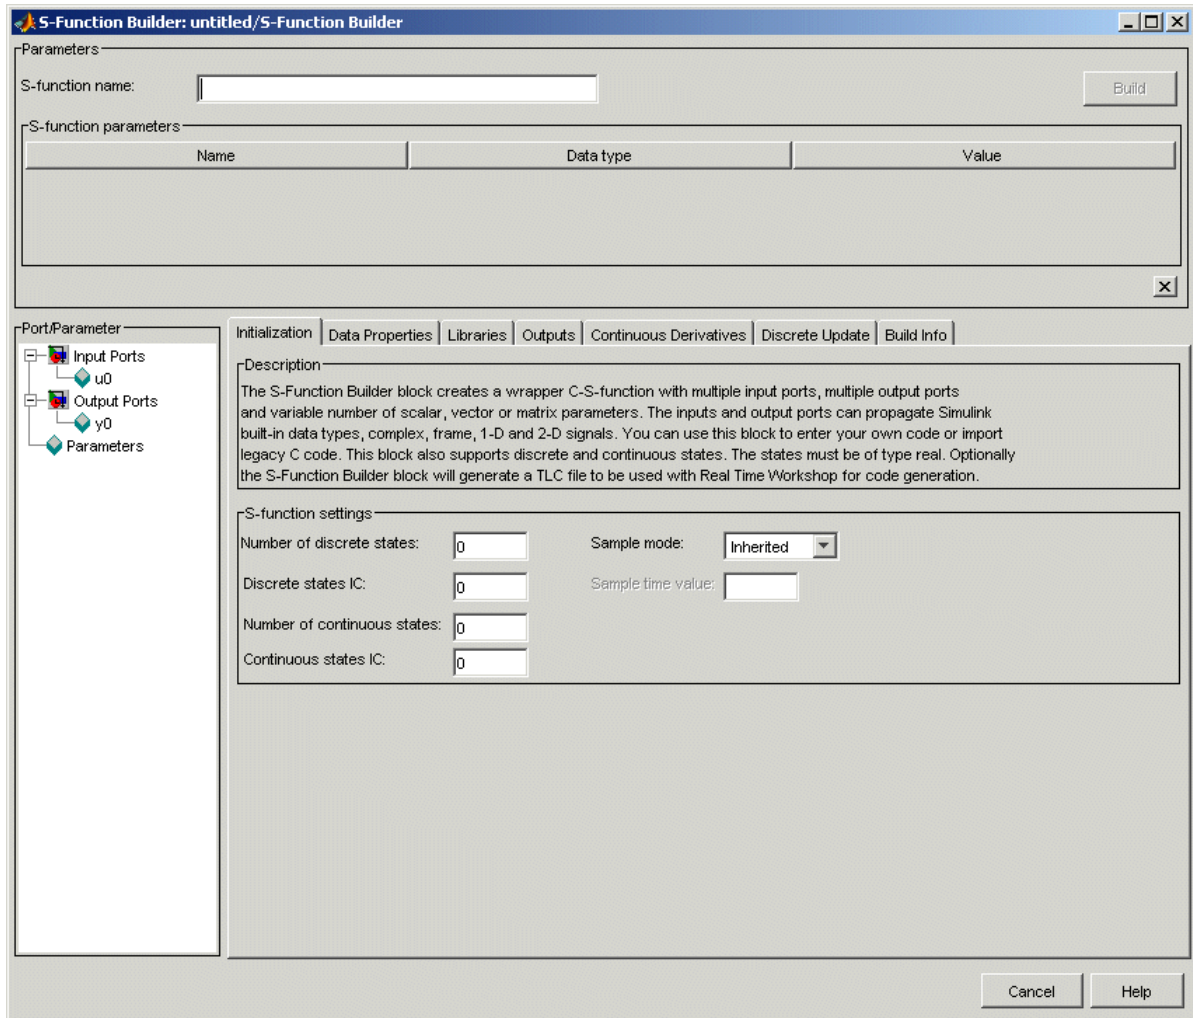 S-Function Builder: untitled/S-Function Builder
Parameters
S-function name:
Build
S-function parameters
Name Data type Value
Port/Parameter
Input Ports
u0
Output Ports
y0
Parameters
Initialization Data Properties Libraries Outputs Continuous Derivatives Discrete Update Build Info
Description
The S-Function Builder block creates a wrapper C-S-function with multiple input ports, multiple output ports
and variable number of scalar, vector or matrix parameters. The inputs and output ports can propagate Simulink
built-in data types, complex, frame, 1-D and 2-D signals. You can use this block to enter your own code or import
legacy C code. This block also supports discrete and continuous states. The states must be of type real. Optionally
the S-Function Builder block will generate a TLC file to be used with Real Time Workshop for code generation.
S-function settings
Number of discrete states: 0 Sample mode: Inherited
Discrete states IC: 0 Sample time value:
Number of continuous states: 0
Continuous states IC: 0
Cancel Help